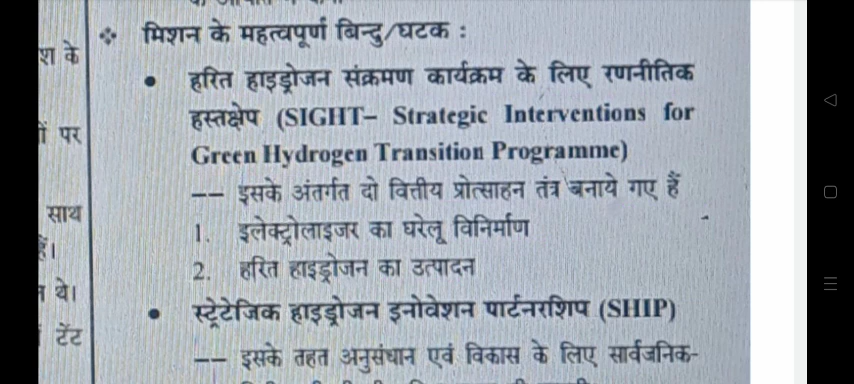 ❖ मिशन के महत्वपूर्ण बिन्दु/घटक :
श के
• हरित हाइड्रोजन संक्रमण कार्यक्रम के लिए रणनीतिक
हस्तक्षेप (SIGHT– Strategic Interventions for
पर
Green Hydrogen Transition Programme)
–– इसके अंतर्गत दो वित्तीय प्रोत्साहन तंत्र बनाये गए हैं
साथ
1. इलेक्ट्रोलाइजर का घरेलू विनिर्माण
हैं।
2. हरित हाइड्रोजन का उत्पादन
थे।
• स्ट्रेटेजिक हाइड्रोजन इनोवेशन पार्टनरशिप (SHIP)
टेंट
–– इसके तहत अनुसंधान एवं विकास के लिए सार्वजनिक-